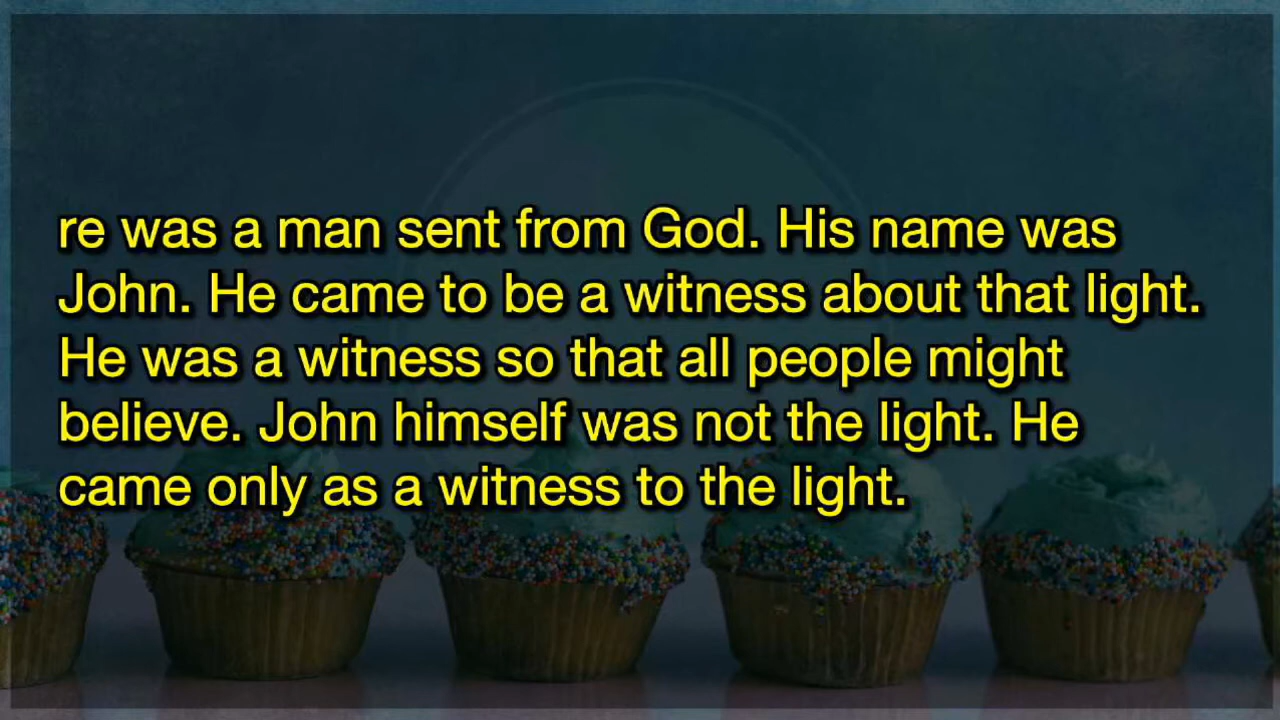 re was a man sent from God. His name was
John. He came to be a witness about that light.
He was a witness so that all people might
believe. John himself was not the light. He
came only as a witness to the light.